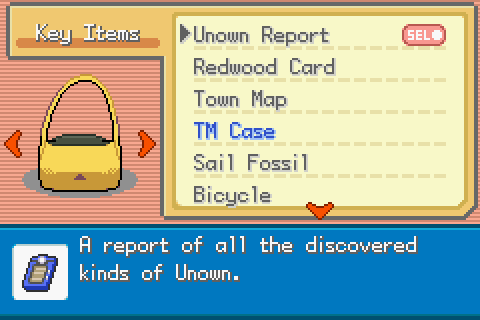 Key Items
Unown Report
SEL
Redwood Card
Town Map
TM Case
Sail Fossil
Bicycle
A report of all the discovered
kinds of Unown.